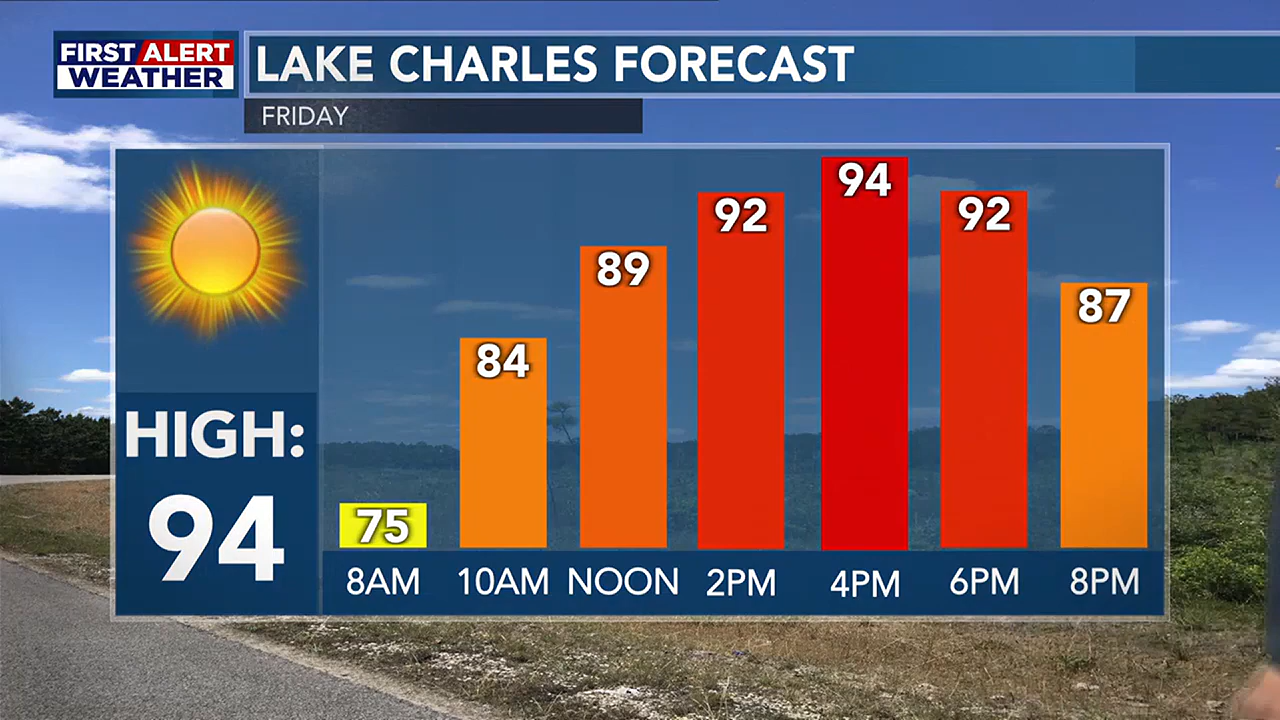 FIRST ALERT
WEATHER
LAKE CHARLES FORECAST
FRIDAY
HIGH:
94
75
84
89
92
94
92
87
8AM 10AM NOON 2PM 4PM 6PM 8PM